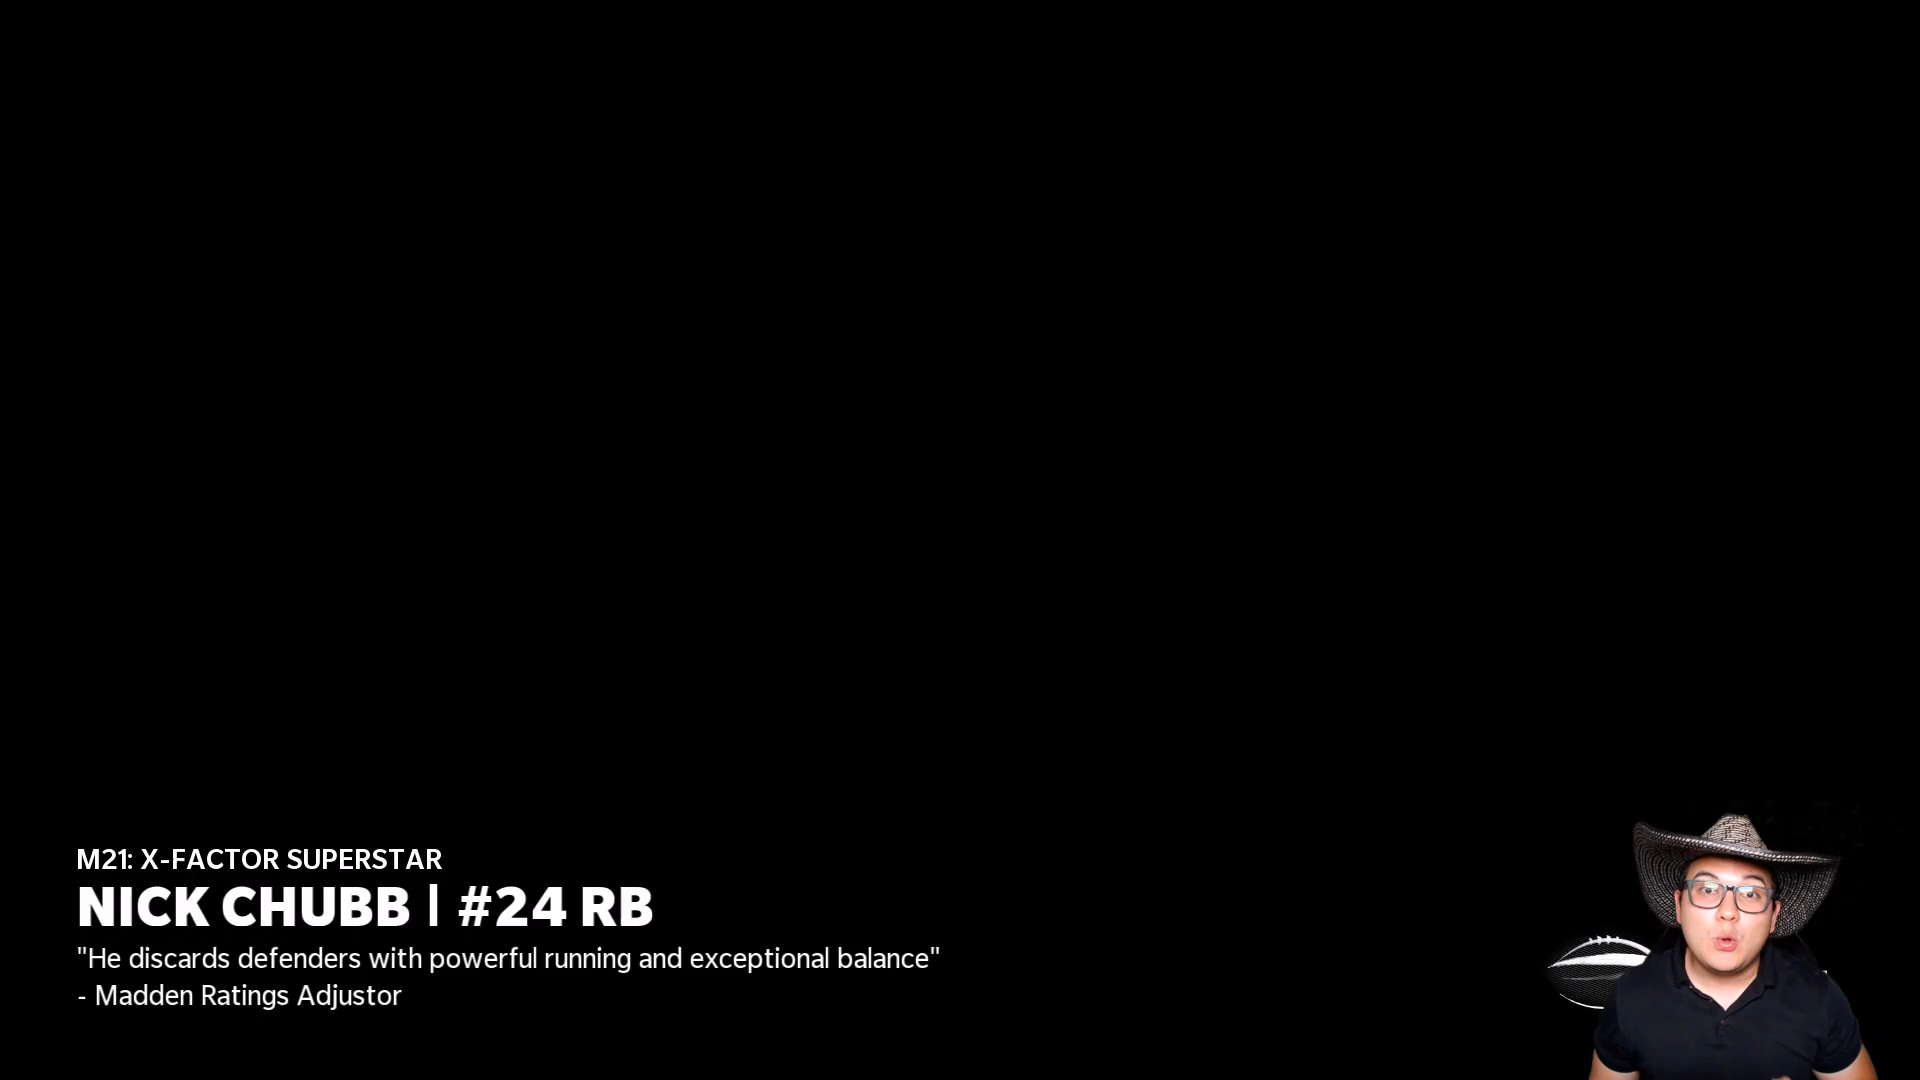 M21: X-FACTOR SUPERSTAR
NICK CHUBB | #24 RB
"He discards defenders with powerful running and exceptional balance"
- Madden Ratings Adjustor